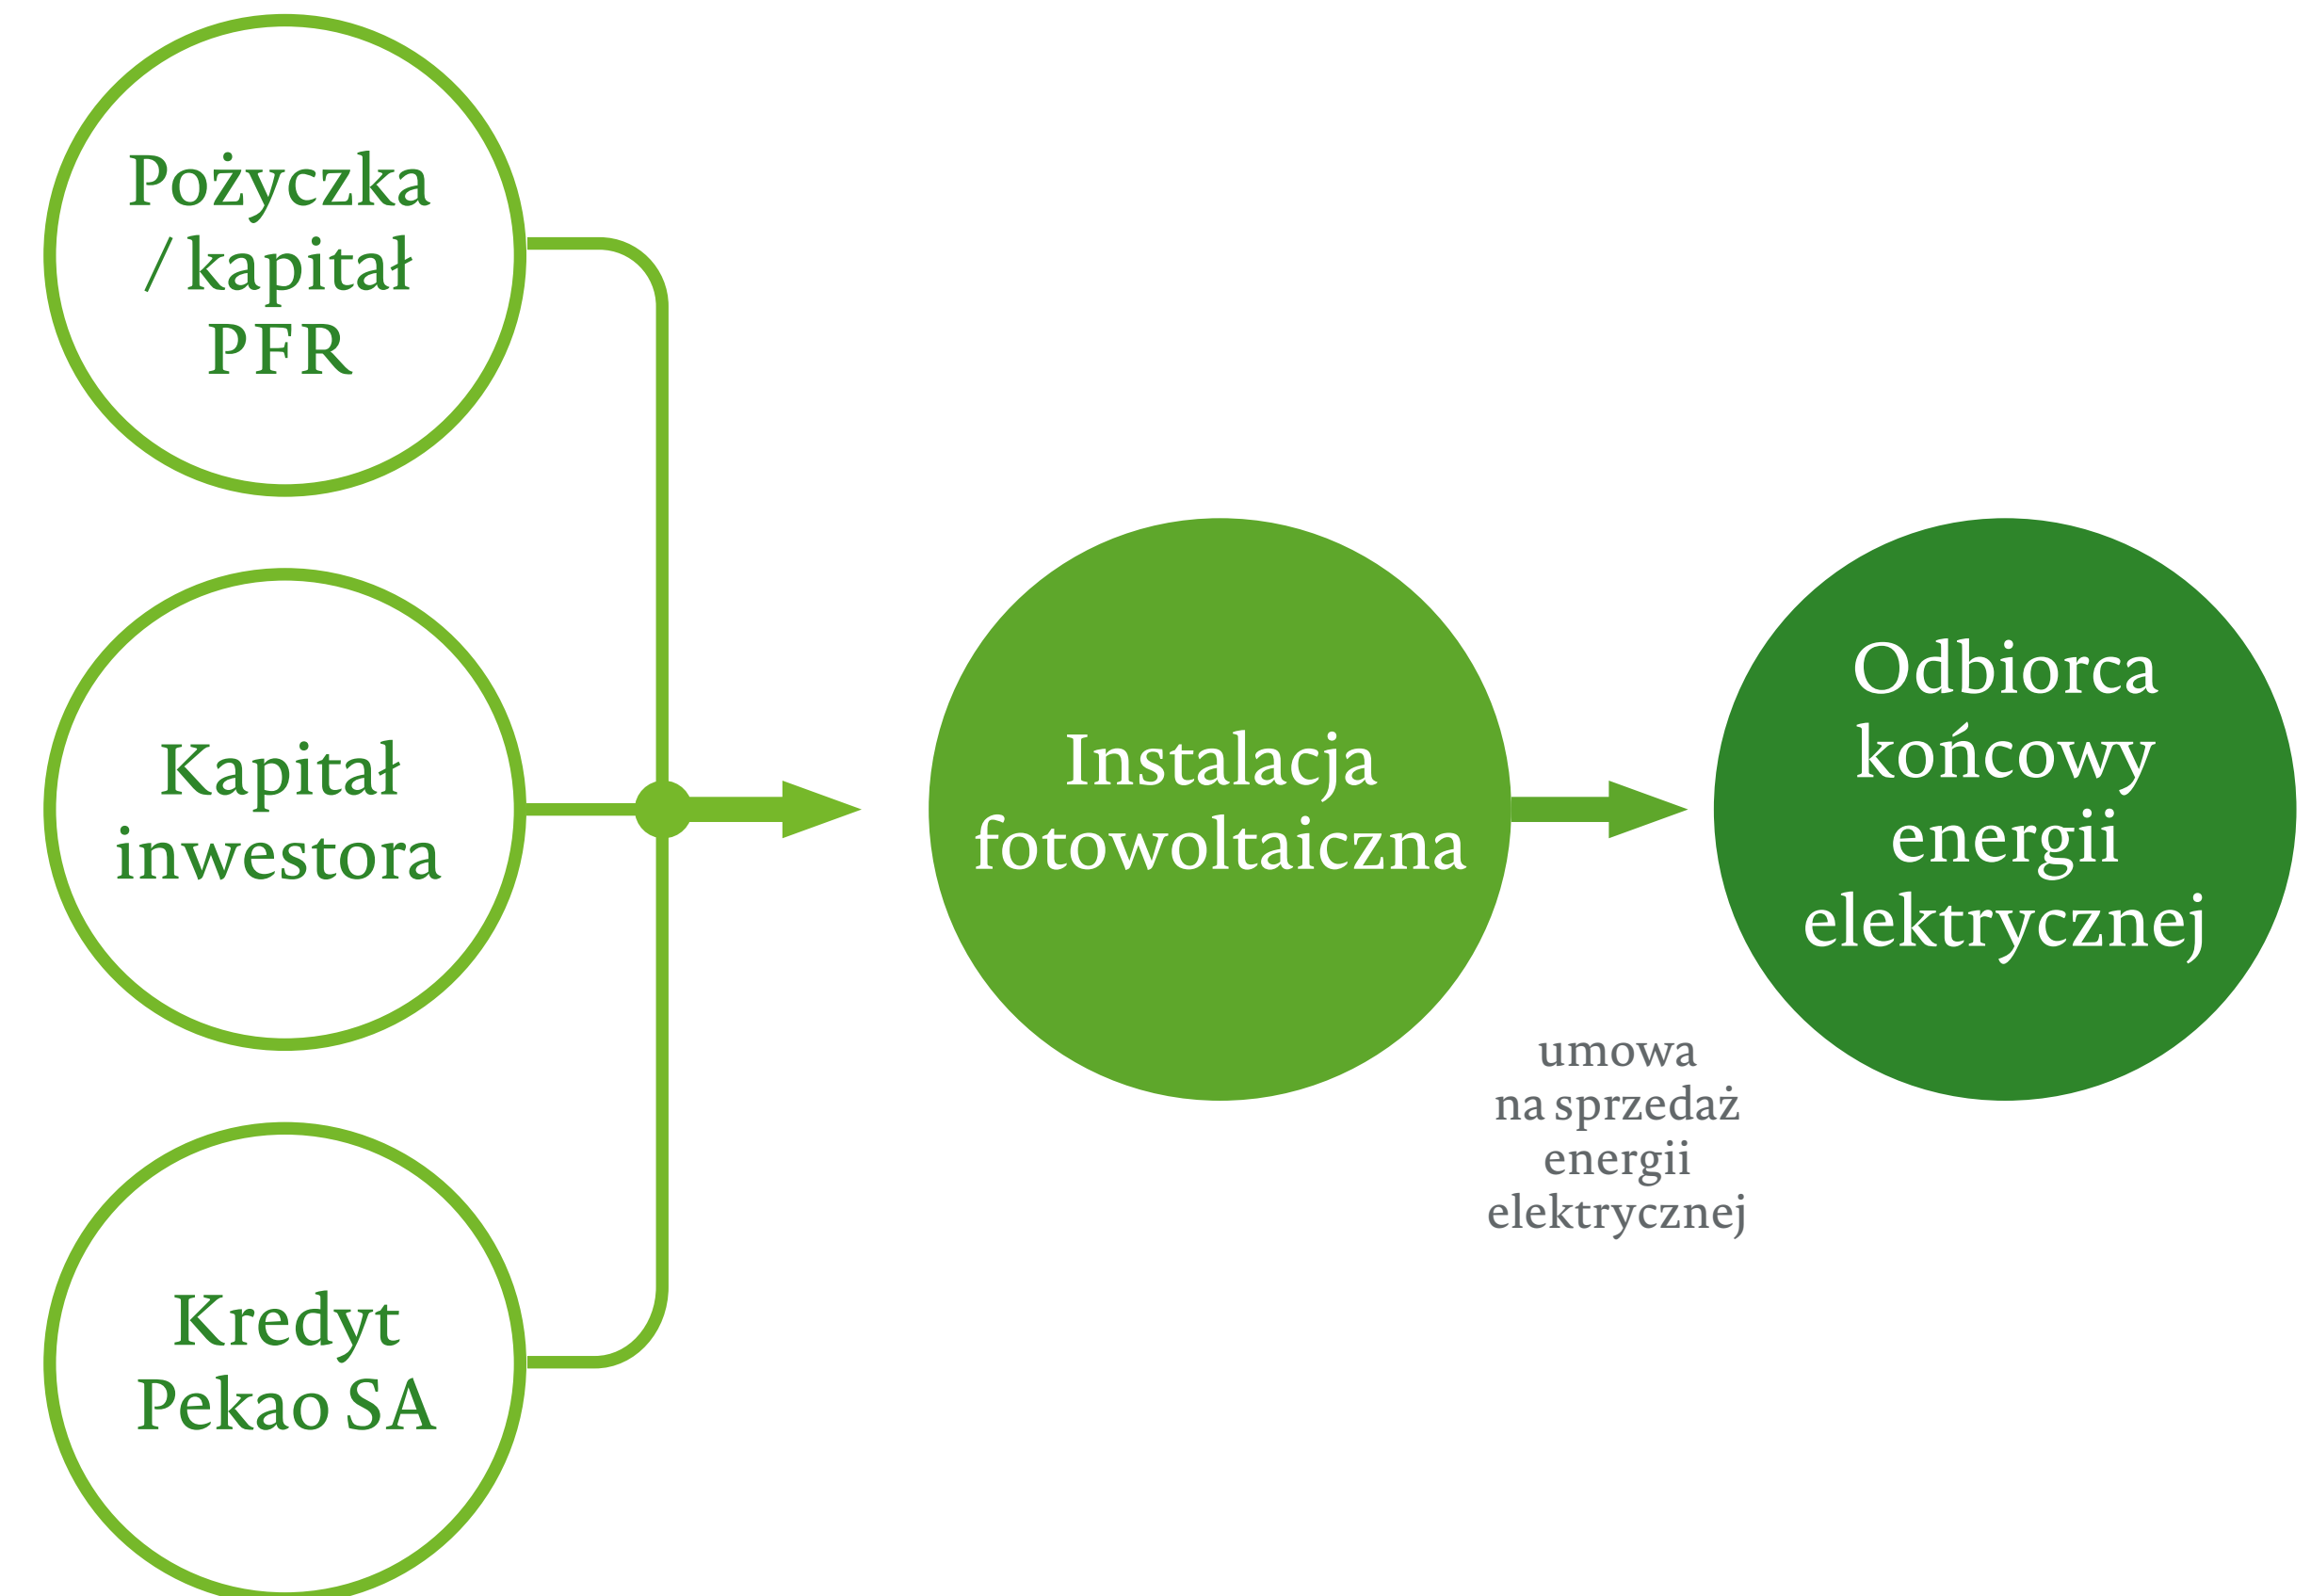 Pożyczka
/ kapitał
PFR
Kapitał
inwestora
Kredyt
Pekao SA
Instalacja
fotowoltaiczna
umowa
na sprzedaż
energii
elektrycznej
Odbiorca
końcowy
energii
elektrycznej